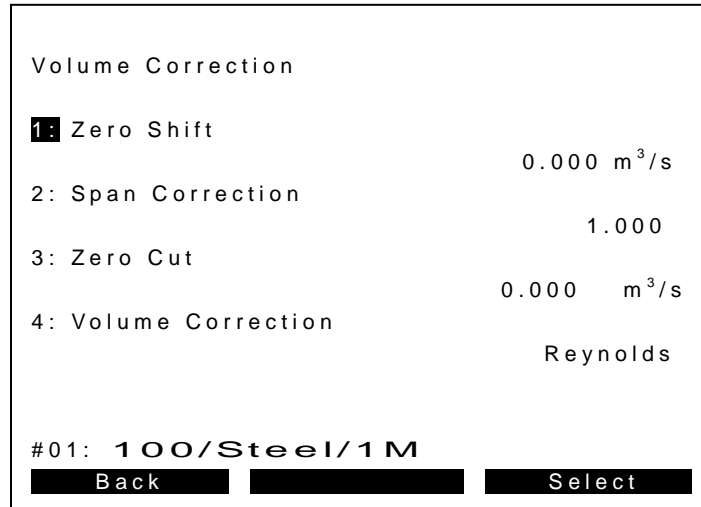 Volume Correction
1: Zero Shift
0.000 m³/s
2: Span Correction
1.000
3: Zero Cut
0.000 m³/s
4: Volume Correction
Reynolds
#01: 100/Steel/1M
Back Select